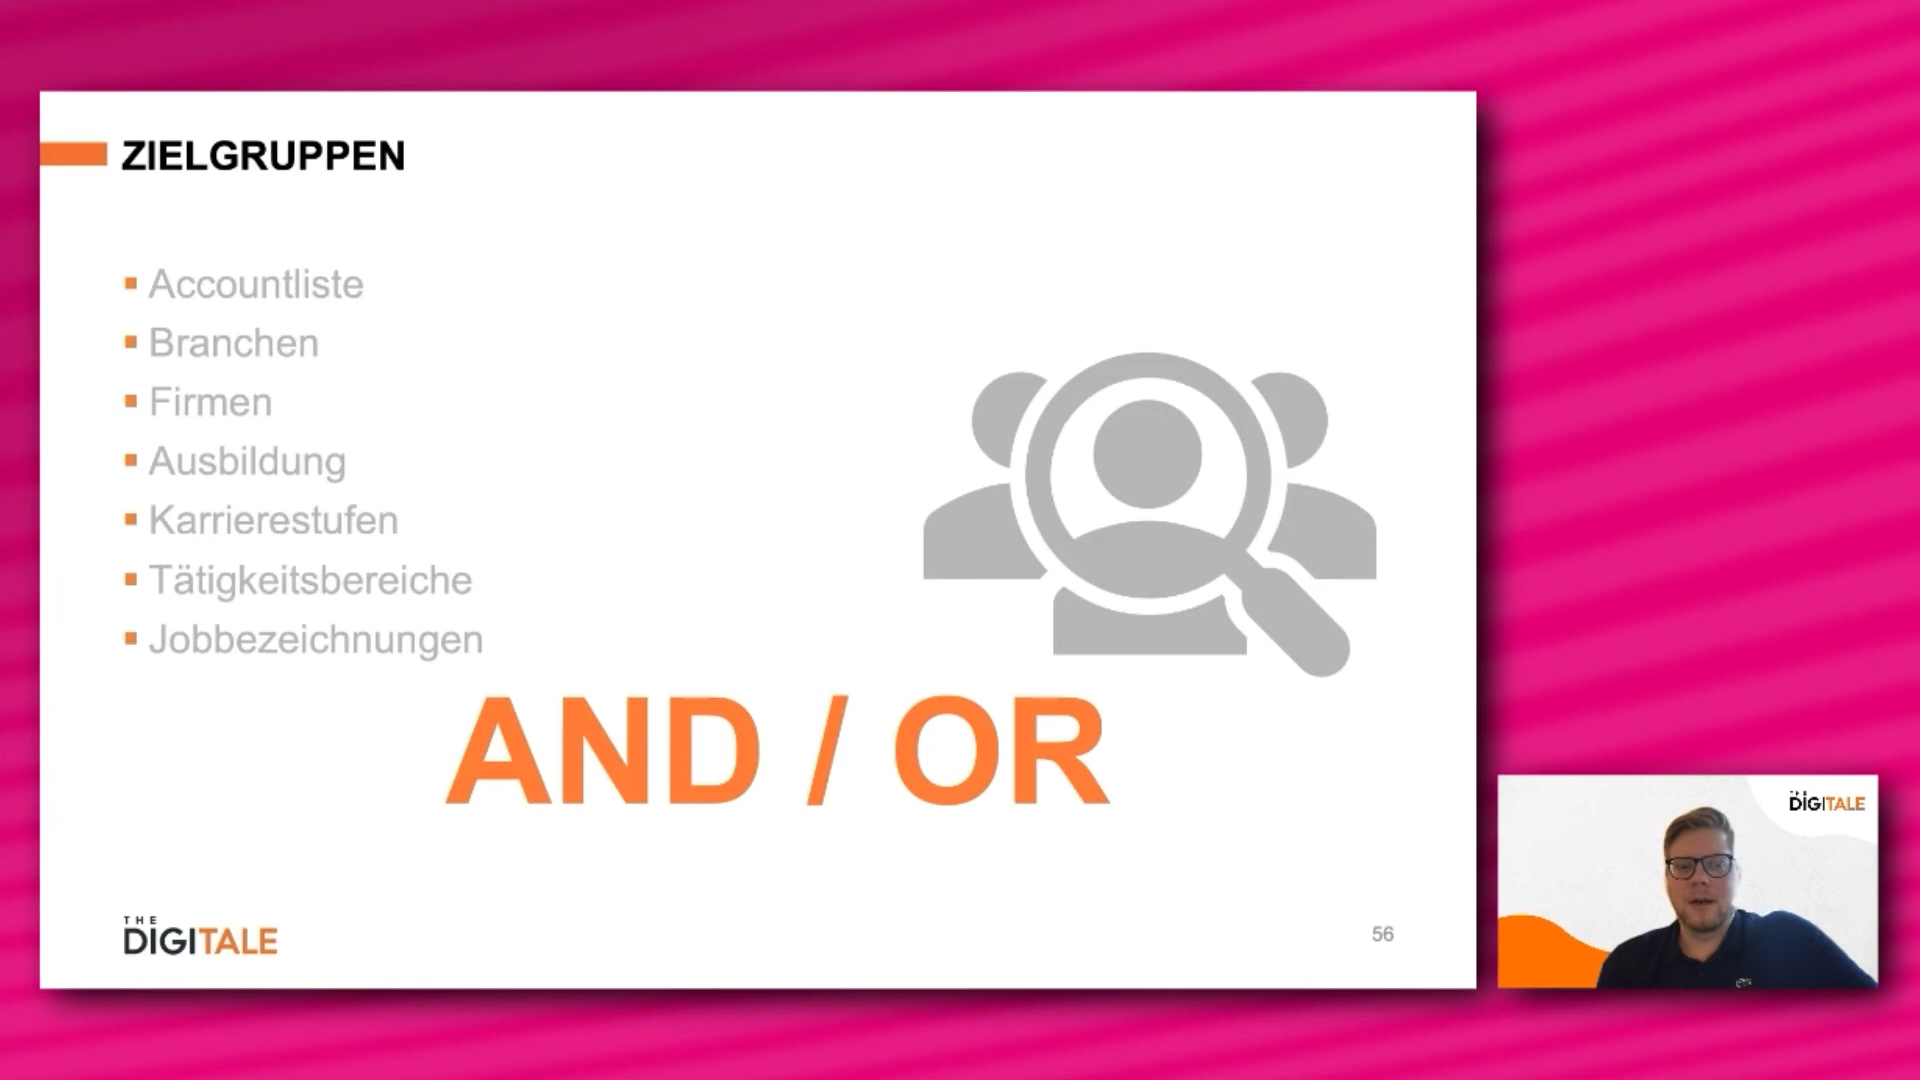 ZIELGRUPPEN
Accountliste
Branchen
Firmen
Ausbildung
Karrierestufen
Tätigkeitsbereiche
Jobbezeichnungen
AND / OR
THE
DIGITALE
56
DIGITALE